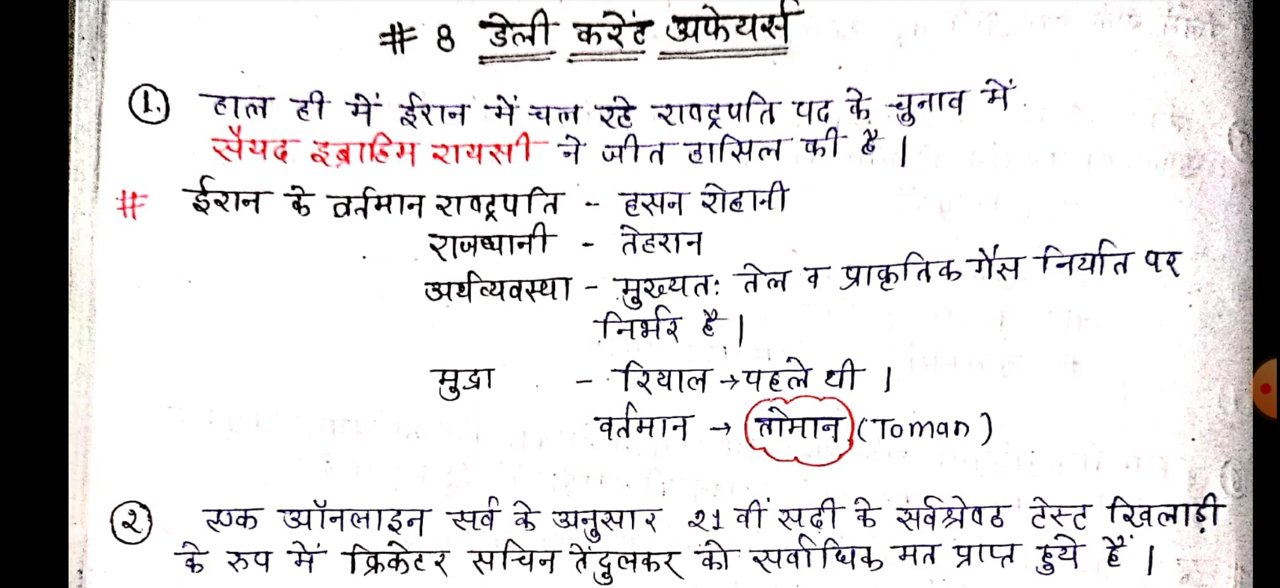 # 8 डेली करेंट अफेयर्स
1. हाल ही में ईरान में चल रहे राष्ट्रपति पद के चुनाव में
सैयद इब्राहिम रायसी ने जीत हासिल की है |
# ईरान के वर्तमान राष्ट्रपति - हसन रोहानी
राजधानी - तेहरान
अर्थव्यवस्था - मुख्यतः तेल व प्राकृतिक गैस निर्यात पर
निर्भर है |
मुद्रा - रियाल → पहले थी |
वर्तमान → तोमान (Toman)
२ एक ऑनलाइन सर्व के अनुसार 21 वीं सदी के सर्वश्रेष्ठ टेस्ट खिलाड़ी
के रुप में क्रिकेटर सचिन तेंदुलकर को सर्वाधिक मत प्राप्त हुये हैं |